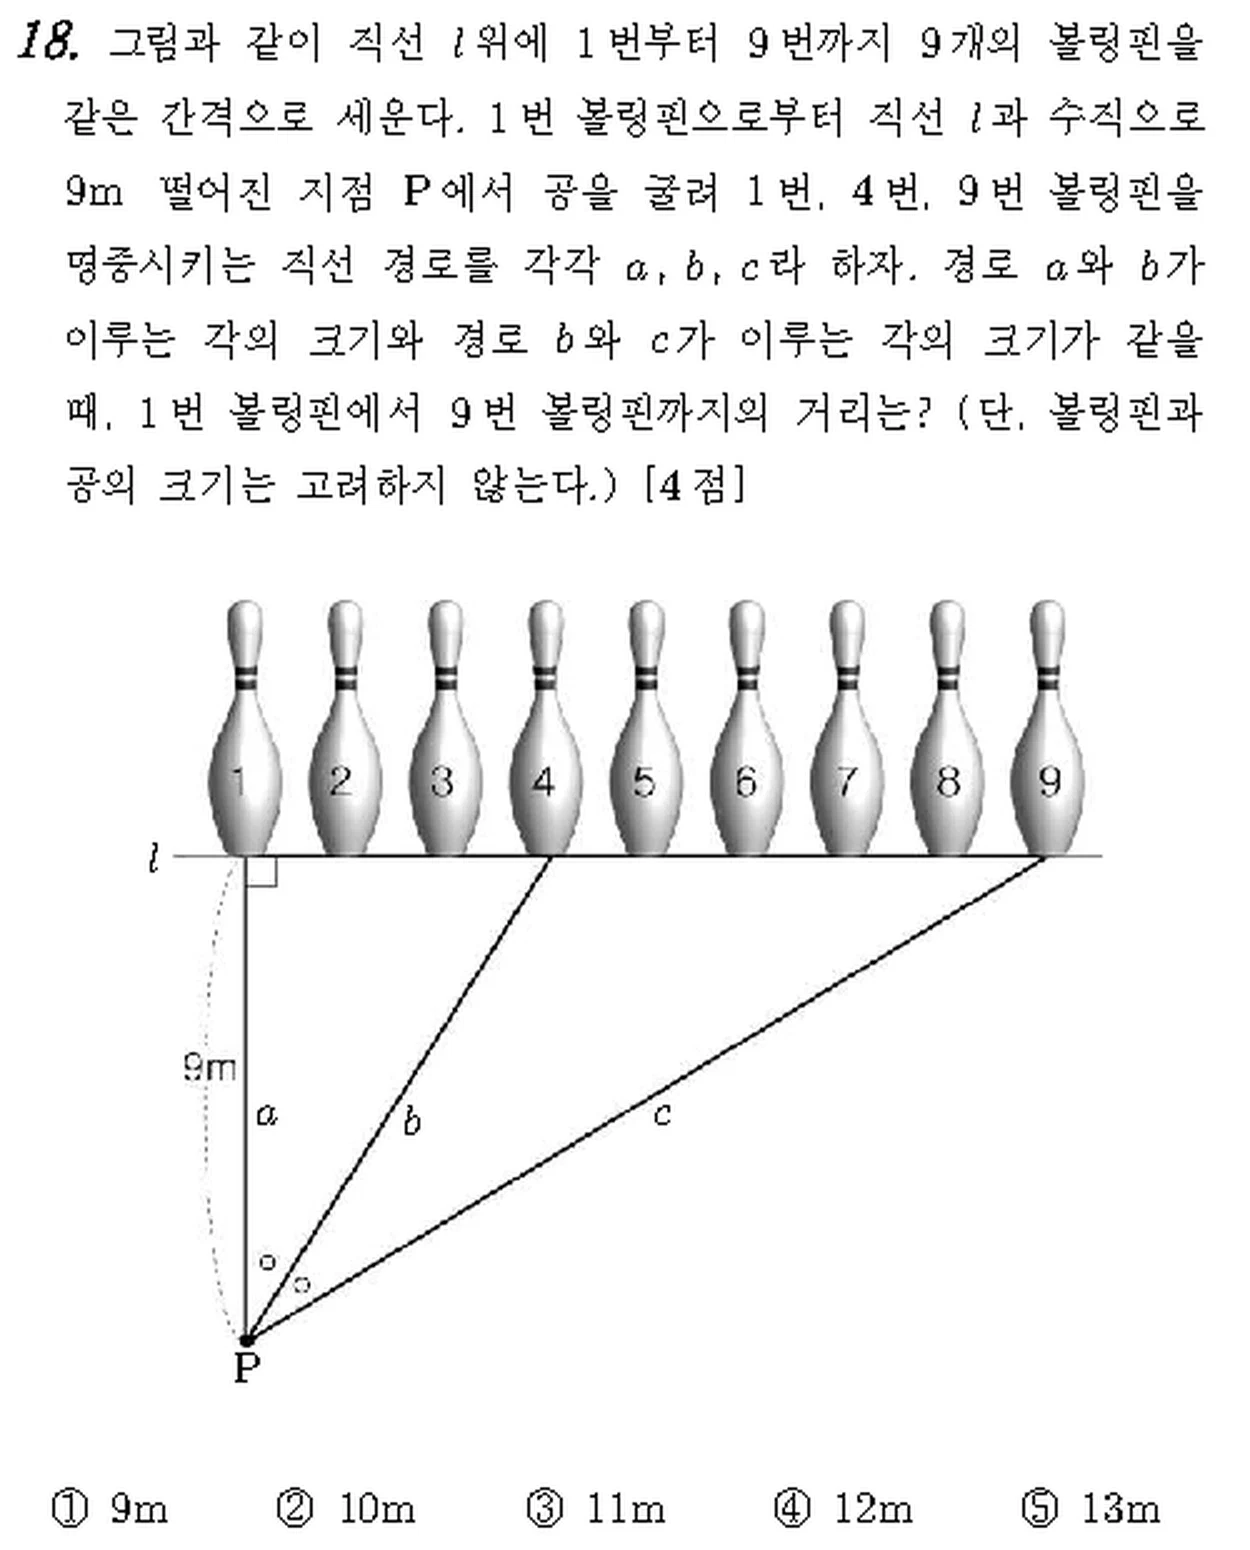 18. 그림과 같이 직선 l위에 1번부터 9번까지 9개의 볼링핀을
같은 간격으로 세운다. 1번 볼링핀으로부터 직선 l과 수직으로
9m 떨어진 지점 P에서 공을 굴려 1번, 4번, 9번 볼링핀을
명중시키는 직선 경로를 각각 a, b, c라 하자. 경로 a와 b가
이루는 각의 크기와 경로 b와 c가 이루는 각의 크기가 같을
때, 1번 볼링핀에서 9번 볼링핀까지의 거리는? (단, 볼링핀과
공의 크기는 고려하지 않는다.) [4점]
1 2 3 4 5 6 7 8 9
l
9m
a b c
P
① 9m ② 10m ③ 11m ④ 12m ⑤ 13m